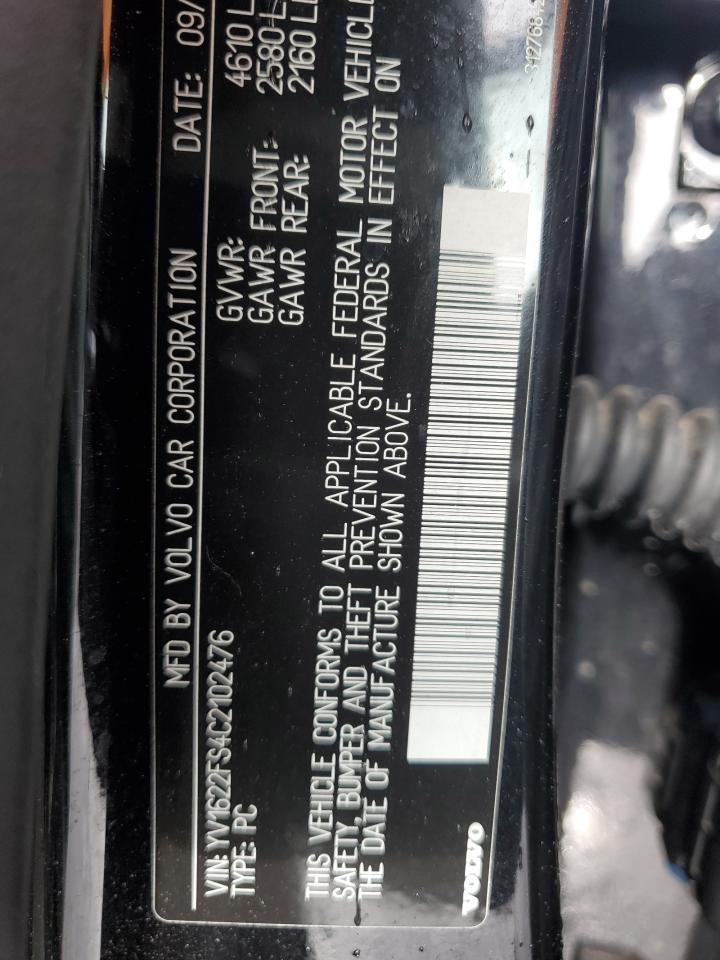 MFD BY VOLVO CAR CORPORATION DATE: 09/
VIN: YV1622FS4C2102476 GVWR: 4610 L
TYPE: PC GAWR FRONT: 2580 L
GAWR REAR: 2160 L
THIS VEHICLE CONFORMS TO ALL APPLICABLE FEDERAL MOTOR VEHICLE
SAFETY, BUMPER AND THEFT PREVENTION STANDARDS IN EFFECT ON
THE DATE OF MANUFACTURE SHOWN ABOVE.
VOLVO